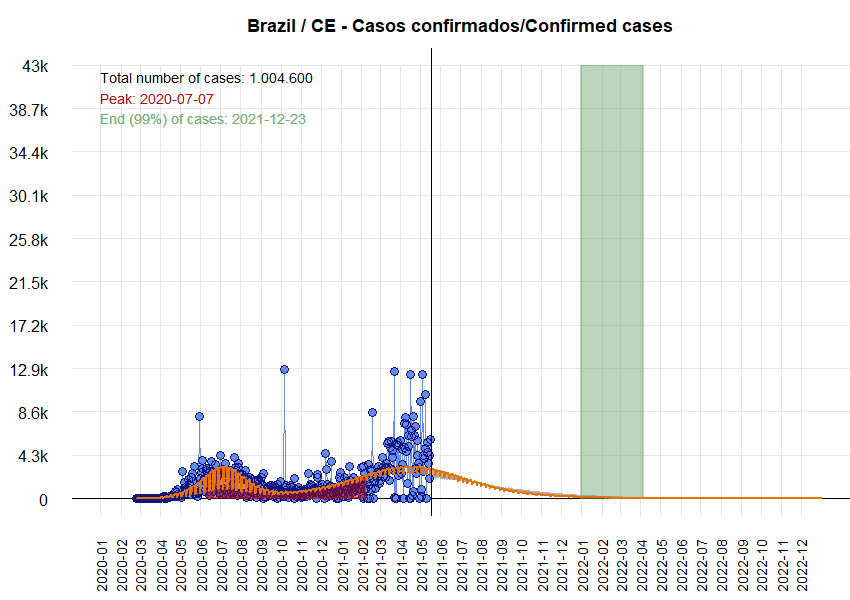 Brazil / CE - Casos confirmados/Confirmed cases
43k
Total number of cases: 1.004.600
Peak: 2020-07-07
End (99%) of cases: 2021-12-23
38.7k
34.4k
30.1k
25.8k
21.5k
17.2k
12.9k
8.6k
4.3k
0
2020-01
2020-02
2020-03
2020-04
2020-05
2020-06
2020-07
2020-08
2020-09
2020-10
2020-11
2020-12
2021-01
2021-02
2021-03
2021-04
2021-05
2021-06
2021-07
2021-08
2021-09
2021-10
2021-11
2021-12
2022-01
2022-02
2022-03
2022-04
2022-05
2022-06
2022-07
2022-08
2022-09
2022-10
2022-11
2022-12